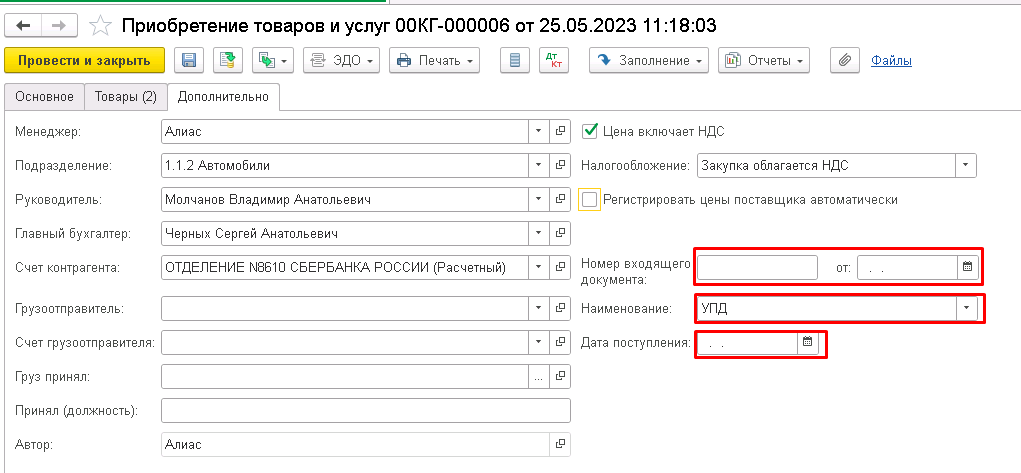 Приобретение товаров и услуг 00КГ-000006 от 25.05.2023 11:18:03
Провести и закрыть ЭДО Печать Дт Кт Заполнение Отчеты Файлы
Основное Товары (2) Дополнительно
Менеджер: Алиас Цена включает НДС
Подразделение: 1.1.2 Автомобили Налогообложение: Закупка облагается НДС
Руководитель: Молчанов Владимир Анатольевич Регистрировать цены поставщика автоматически
Главный бухгалтер: Черных Сергей Анатольевич
Счет контрагента: ОТДЕЛЕНИЕ N8610 СБЕРБАНКА РОССИИ (Расчетный) Номер входящего документа: от: . .
Грузоотправитель: Наименование: УПД
Счет грузоотправителя: Дата поступления: . .
Груз принял: ...
Принял (должность):
Автор: Алиас